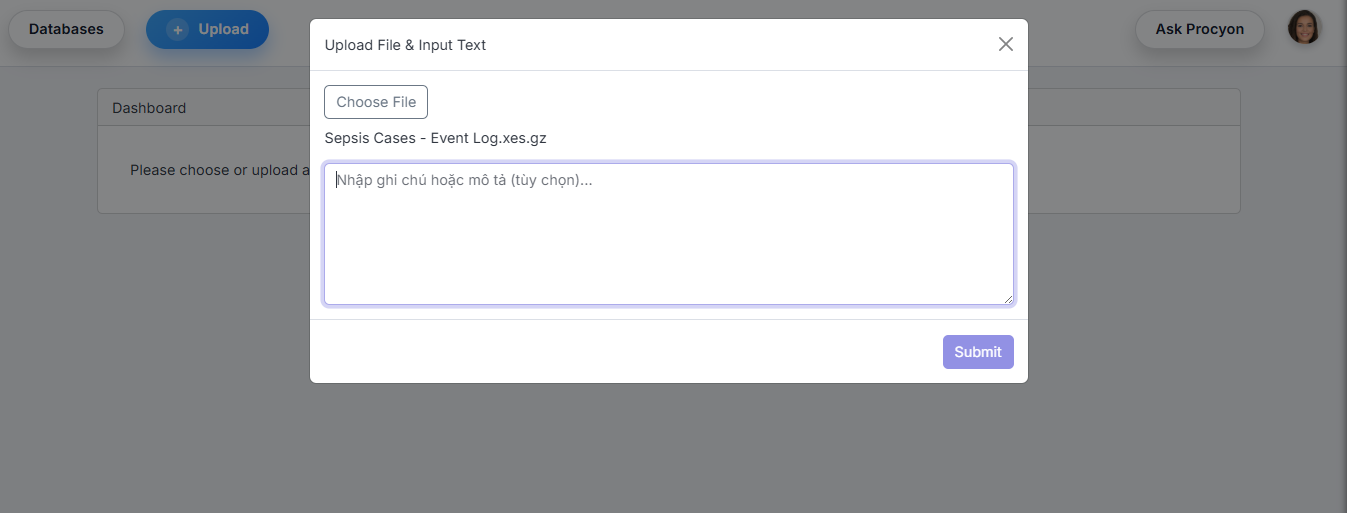 Databases
+ Upload
Ask Procyon
Upload File & Input Text
Choose File
Sepsis Cases - Event Log.xes.gz
Nhập ghi chú hoặc mô tả (tùy chọn)...
Submit
Dashboard
Please choose or upload a